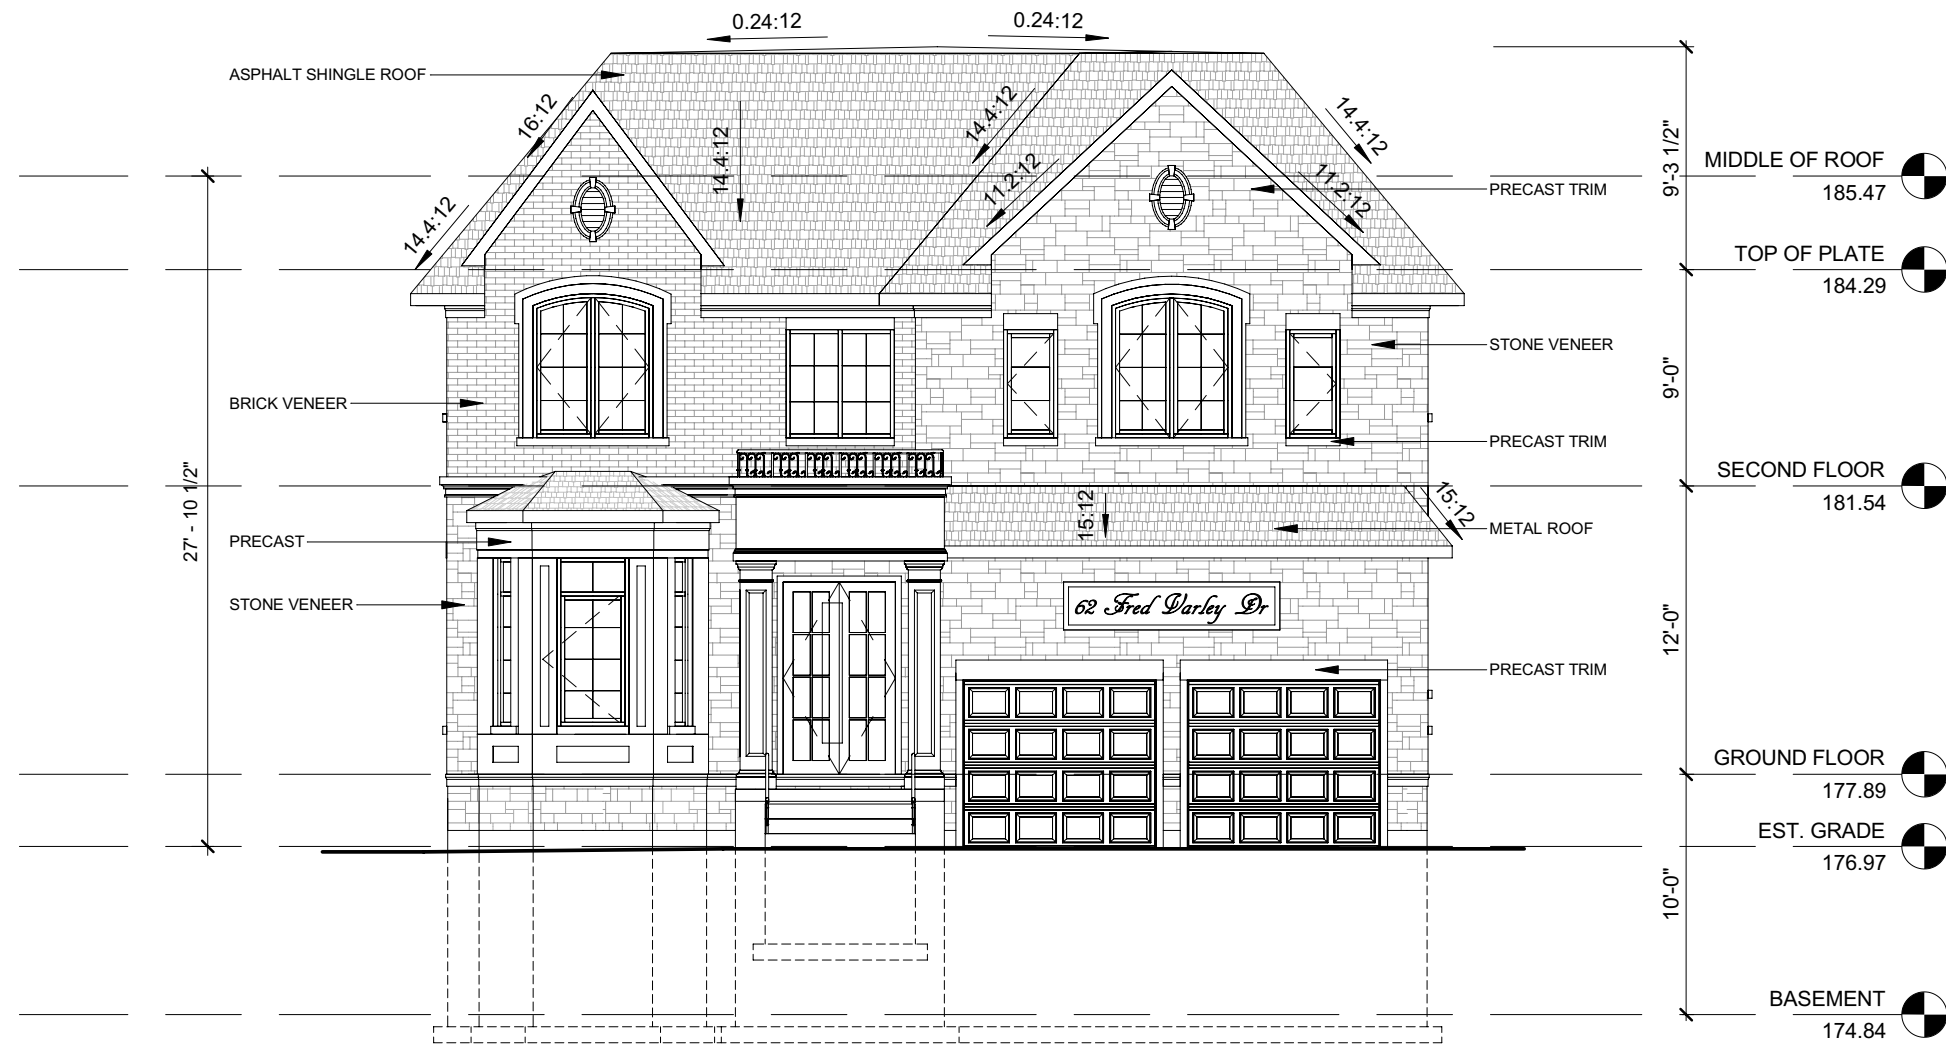 0.24:12
0.24:12
ASPHALT SHINGLE ROOF
16:12
14.4:12
14.4:12
14.4:12
14.4:12
11.2:12
11.2:12
9'-3 1/2"
MIDDLE OF ROOF
185.47
PRECAST TRIM
TOP OF PLATE
184.29
STONE VENEER
9'-0"
BRICK VENEER
PRECAST TRIM
SECOND FLOOR
181.54
27' - 10 1/2"
15:12
15:12
METAL ROOF
PRECAST
STONE VENEER
62 Fred Varley Dr
12'-0"
PRECAST TRIM
GROUND FLOOR
177.89
EST. GRADE
176.97
10'-0"
BASEMENT
174.84